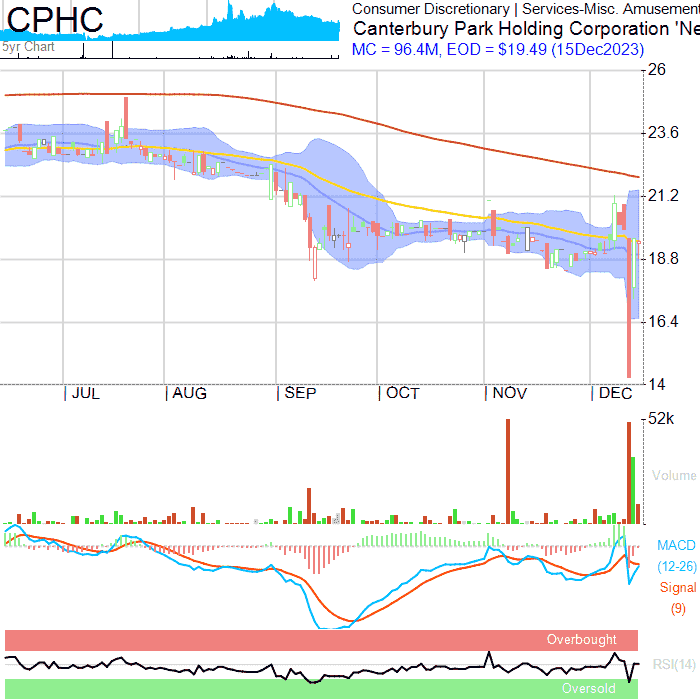 CPHC
5yr Chart
Consumer Discretionary | Services-Misc. Amusement
Canterbury Park Holding Corporation 'Ne
MC = 96.4M, EOD = $19.49 (15Dec2023)
26
23.6
21.2
18.8
16.4
14
JUL
AUG
SEP
OCT
NOV
DEC
52k
Volume
MACD
(12-26)
Signal
(9)
Overbought
RSI(14)
Oversold